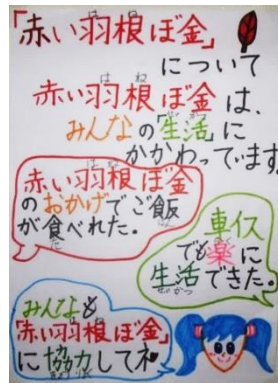 「赤い羽根ぼ金」
について
赤い羽根ぼ金は、
みんなの「生活」に
かかわっています
赤い羽根ぼ金
のおかげでご飯
が食べれた。
車イス
でも楽に
生活できた。
みんなも
「赤い羽根ぼ金」
に協力してネ